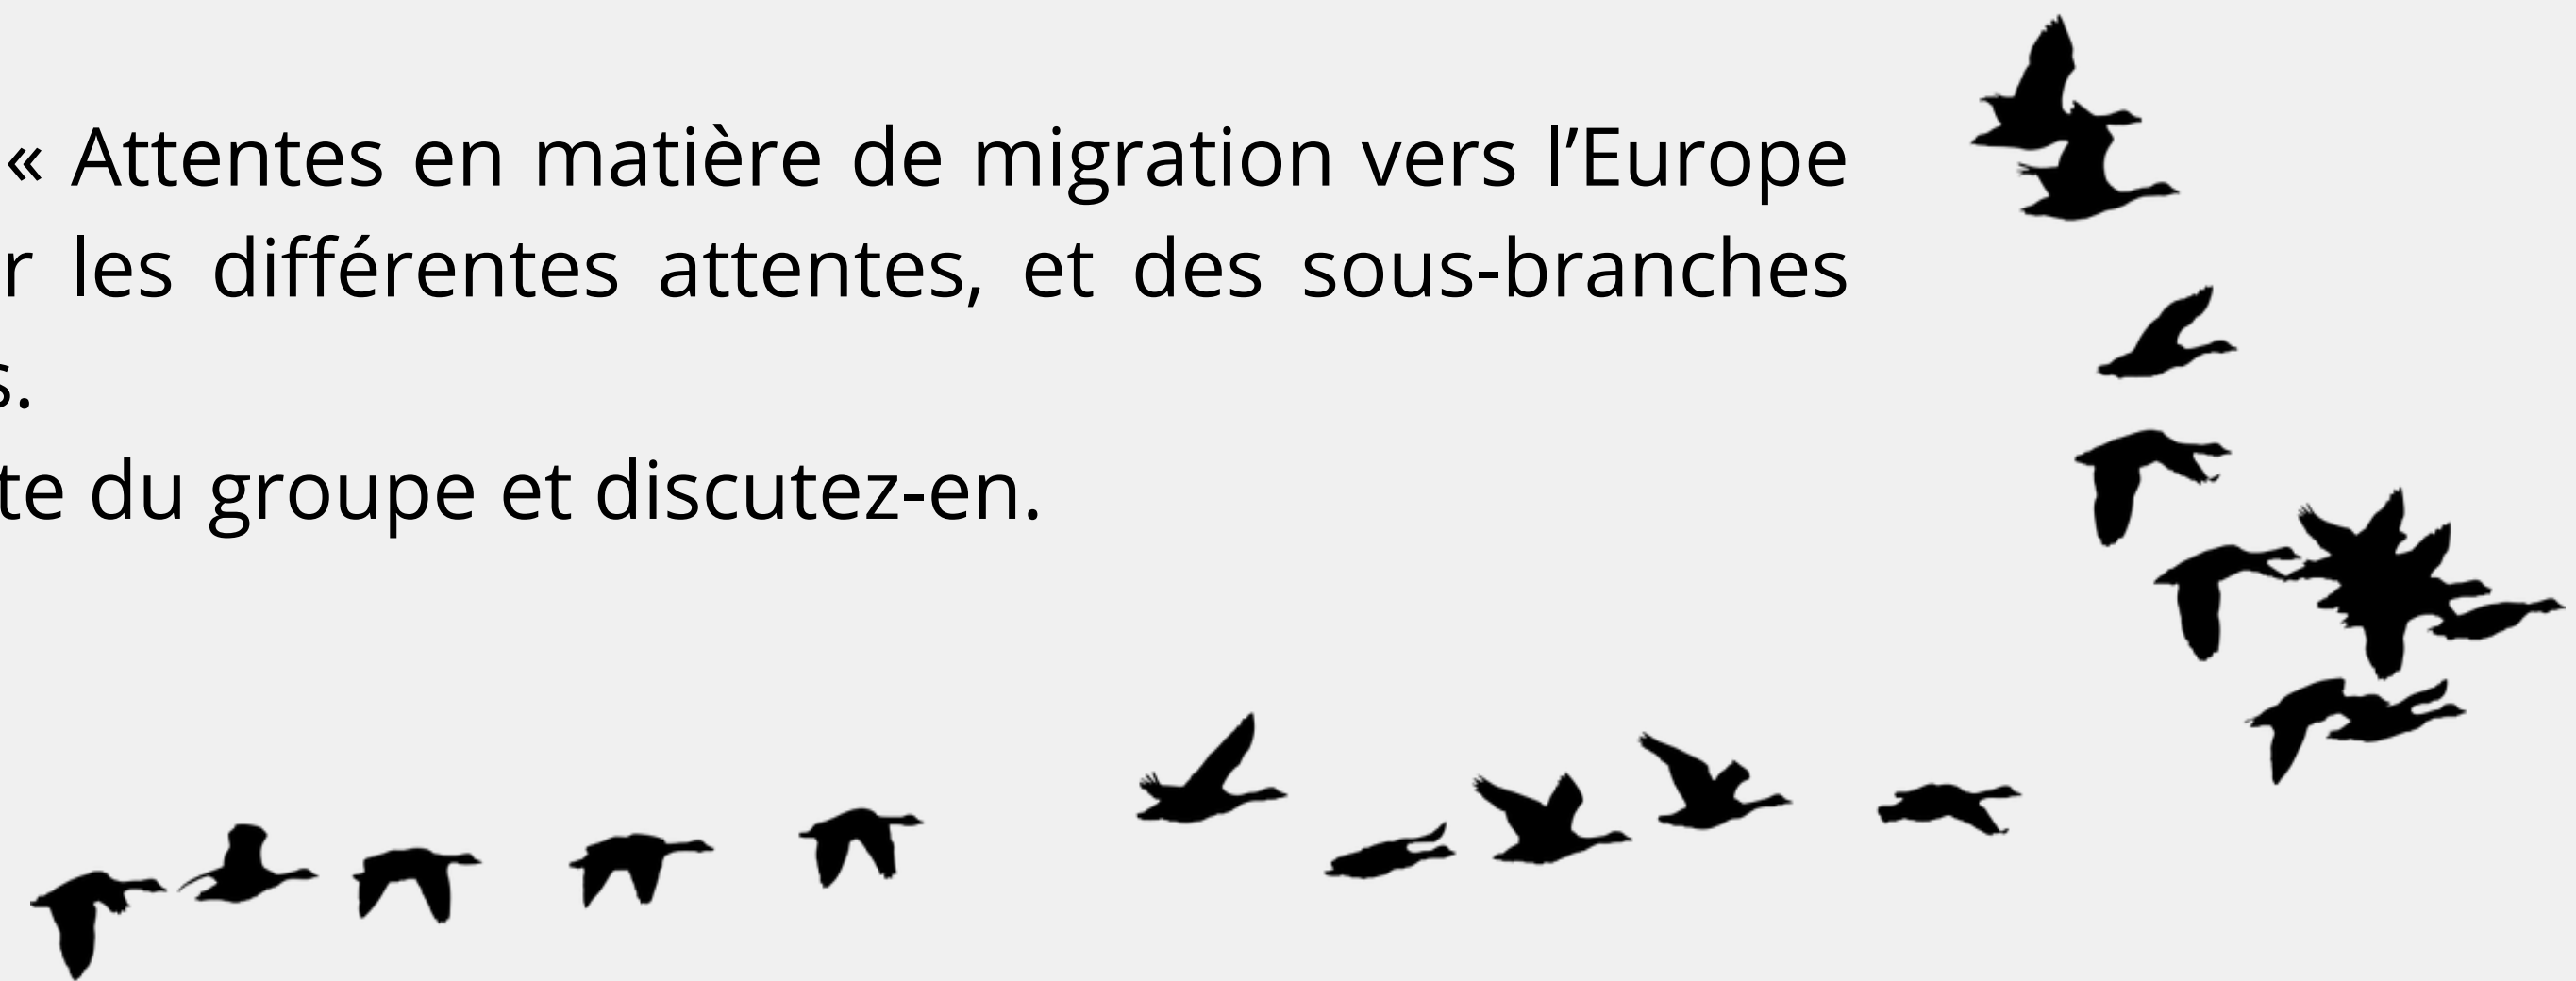 « Attentes en matière de migration vers l’Europe
r les différentes attentes, et des sous-branches
s.
te du groupe et discutez-en.